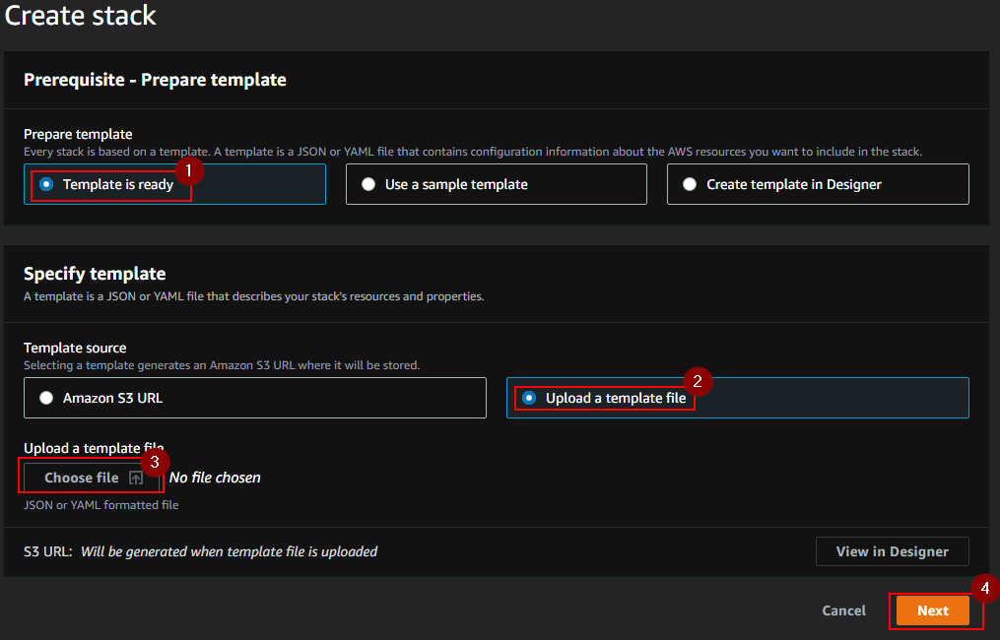 Create stack
Prerequisite - Prepare template
Prepare template
Every stack is based on a template. A template is a JSON or YAML file that contains configuration information about the AWS resources you want to include in the stack.
1
Template is ready
Use a sample template
Create template in Designer
Specify template
A template is a JSON or YAML file that describes your stack's resources and properties.
Template source
Selecting a template generates an Amazon S3 URL where it will be stored.
2
Amazon S3 URL
Upload a template file
Upload a template file
3
Choose file
No file chosen
JSON or YAML formatted file
S3 URL: Will be generated when template file is uploaded
View in Designer
4
Cancel
Next